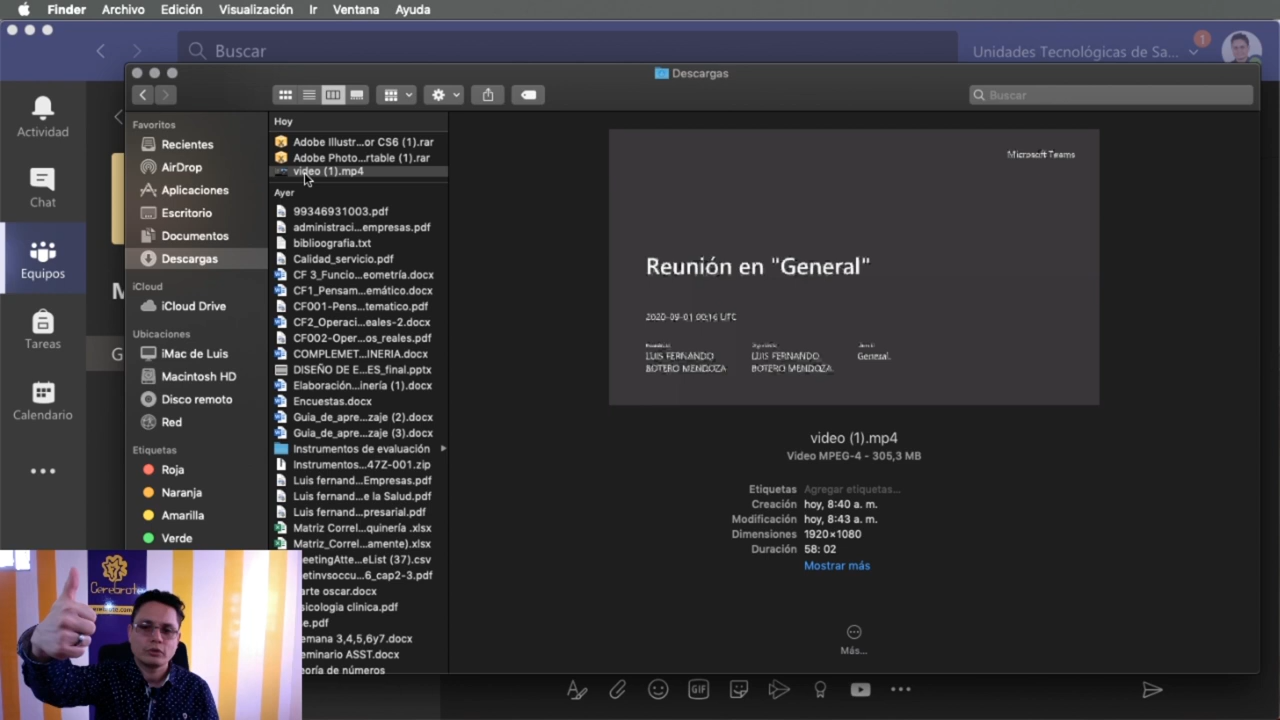 Finder Archivo Edición Visualización Ir Ventana Ayuda
Buscar
Unidades Tecnológicas de Sa...
1
Descargas
Buscar
Actividad
Chat
Equipos
Tareas
Calendario
Favoritos
Recientes
AirDrop
Aplicaciones
Escritorio
Documentos
Descargas
iCloud
iCloud Drive
Ubicaciones
iMac de Luis
Macintosh HD
Disco remoto
Red
Etiquetas
Roja
Naranja
Amarilla
Verde
Hoy
Adobe Illustr...or CS6 (1).rar
Adobe Photo...rtable (1).rar
video (1).mp4
Ayer
99346931003.pdf
administraci...empresas.pdf
biblioografia.txt
Calidad_servicio.pdf
CF 3_Funcio...eometría.docx
CF1_Pensam...emático.docx
CF001-Pens...tematico.pdf
CF2_Operaci...eales-2.docx
CF002-Oper...os_reales.pdf
COMPLEMET...INERIA.docx
DISEÑO DE E...ES_final.pptx
Elaboración...inería (1).docx
Encuestas.docx
Guia_de_apre...zaje (2).docx
Guia_de_apre...zaje (3).docx
Instrumentos de evaluación
Instrumentos...47Z-001.zip
Luis fernand...Empresas.pdf
Luis fernand...e la Salud.pdf
Luis fernand...presarial.pdf
Matriz Correl...quinería .xlsx
Matriz_Correl...amente).xlsx
eetingAtte...eList (37).csv
etinvsoccu...6_cap2-3.pdf
arte oscar.docx
sicologia clinica.pdf
se.pdf
emana 3,4,5,6y7.docx
eminario ASST.docx
eoría de números
Microsoft Teams
Reunión en "General"
2020-09-01 00:16 UTC
LUIS FERNANDO BOTERO MENDOZA
LUIS FERNANDO BOTERO MENDOZA
General.
video (1).mp4
Video MPEG-4 - 305,3 MB
Etiquetas Agregar etiquetas...
Creación hoy, 8:40 a. m.
Modificación hoy, 8:43 a. m.
Dimensiones 1920×1080
Duración 58: 02
Mostrar más
Más...
GIF